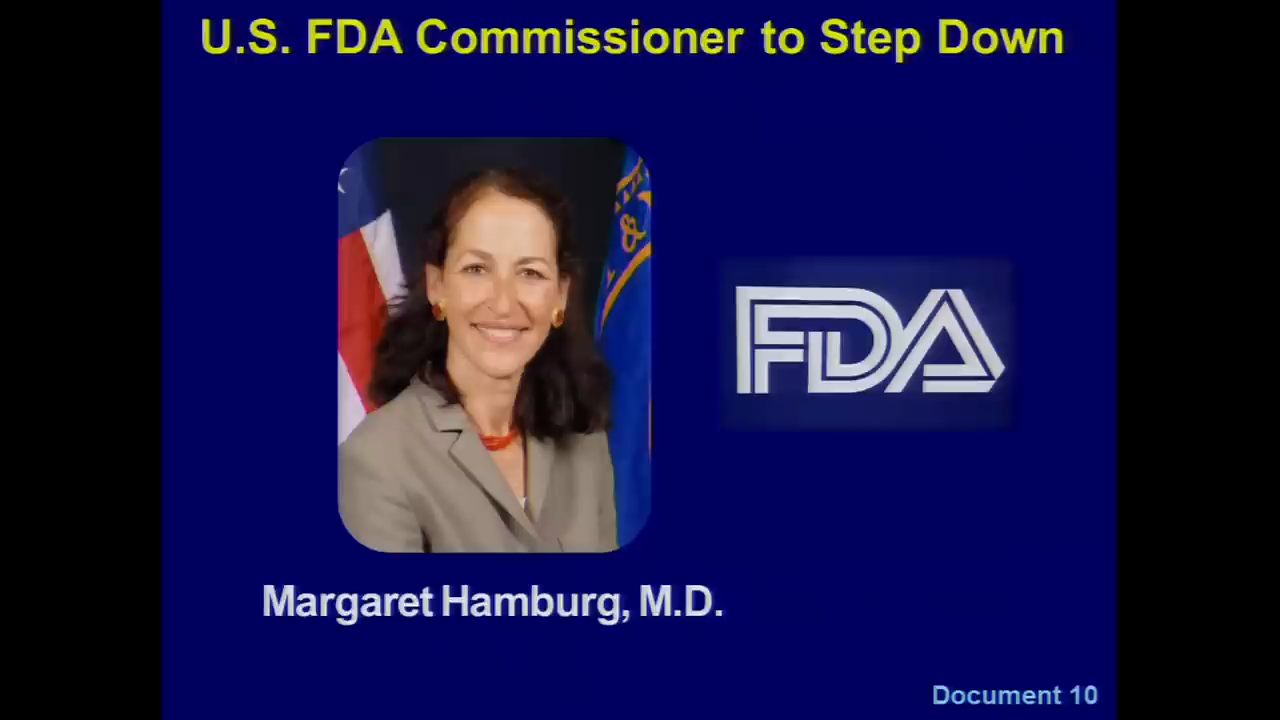 U.S. FDA Commissioner to Step Down
&
FDA
Margaret Hamburg, M.D.
Document 10